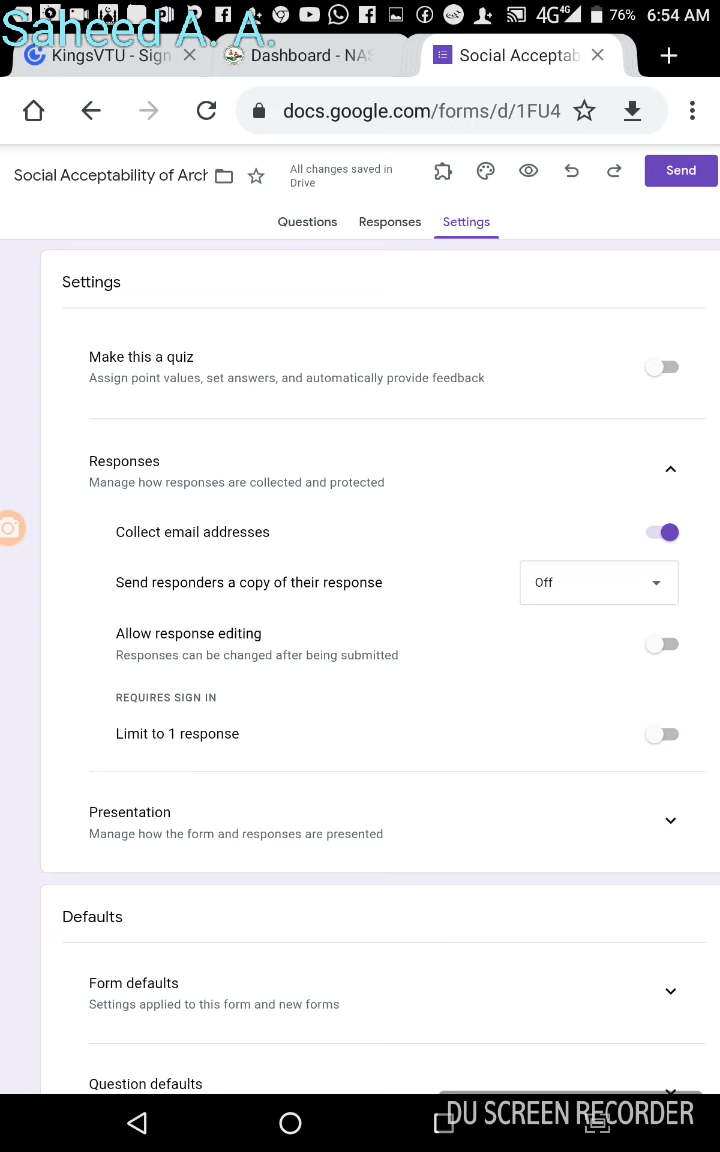 4G 4G 76% 6:54 AM
Saheed A. A.
KingsVTU - Sign
Dashboard - NAS
Social Acceptab
docs.google.com/forms/d/1FU4
Social Acceptability of Arch
All changes saved in
Drive
Send
Questions Responses Settings
Settings
Make this a quiz
Assign point values, set answers, and automatically provide feedback
Responses
Manage how responses are collected and protected
Collect email addresses
Send responders a copy of their response Off
Allow response editing
Responses can be changed after being submitted
REQUIRES SIGN IN
Limit to 1 response
Presentation
Manage how the form and responses are presented
Defaults
Form defaults
Settings applied to this form and new forms
Question defaults
DU SCREEN RECORDER